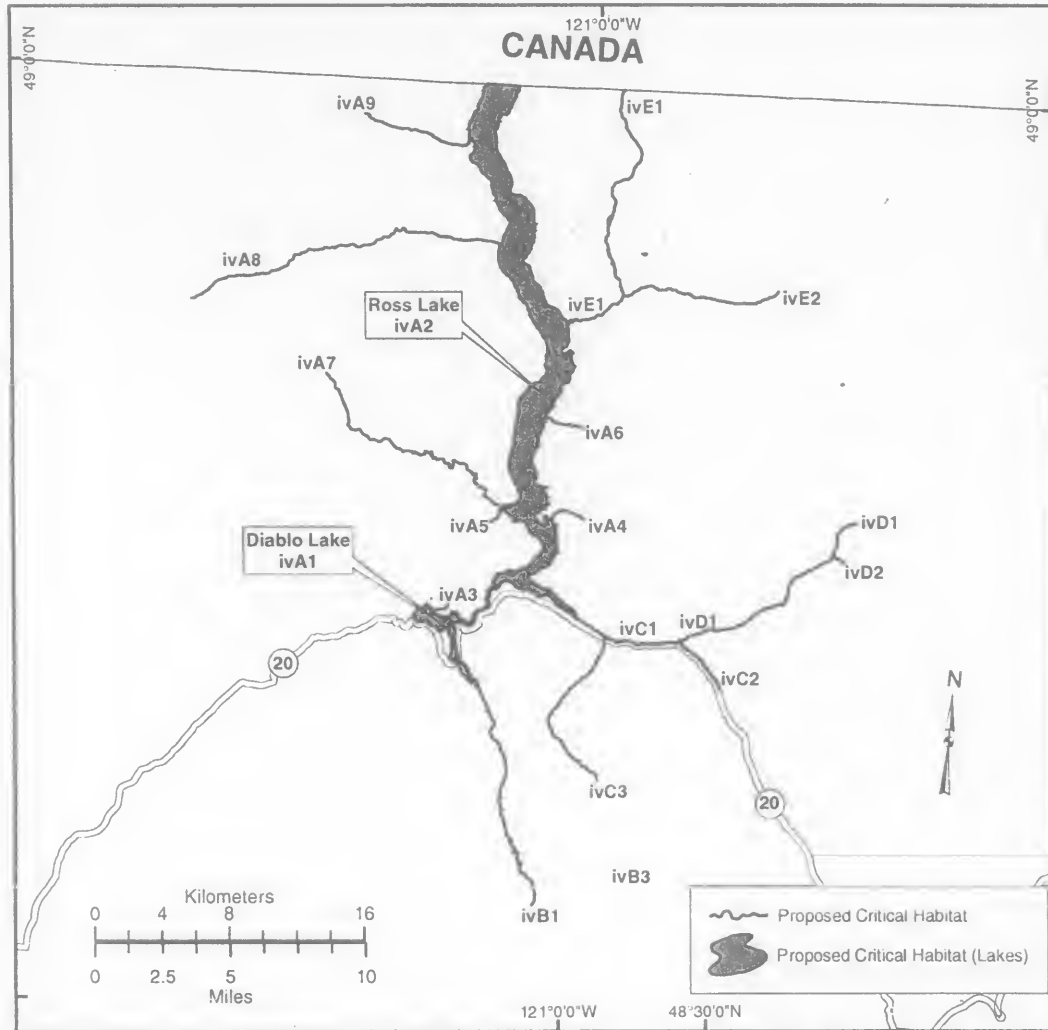 121°0'0"W
CANADA
49°0'0"N
49°0'0"N
ivA9
ivE1
ivA8
Ross Lake
ivA2
ivE1
ivE2
ivA7
ivA6
ivA5
ivA4
Diablo Lake
ivA1
ivA3
ivD1
ivD2
ivC1
ivD1
20
ivC2
N
ivC3
20
ivB3
ivB1
Kilometers
0 4 8 16
0 2.5 5 10
Miles
Proposed Critical Habitat
Proposed Critical Habitat (Lakes)
121°0'0"W
48°30'0"N